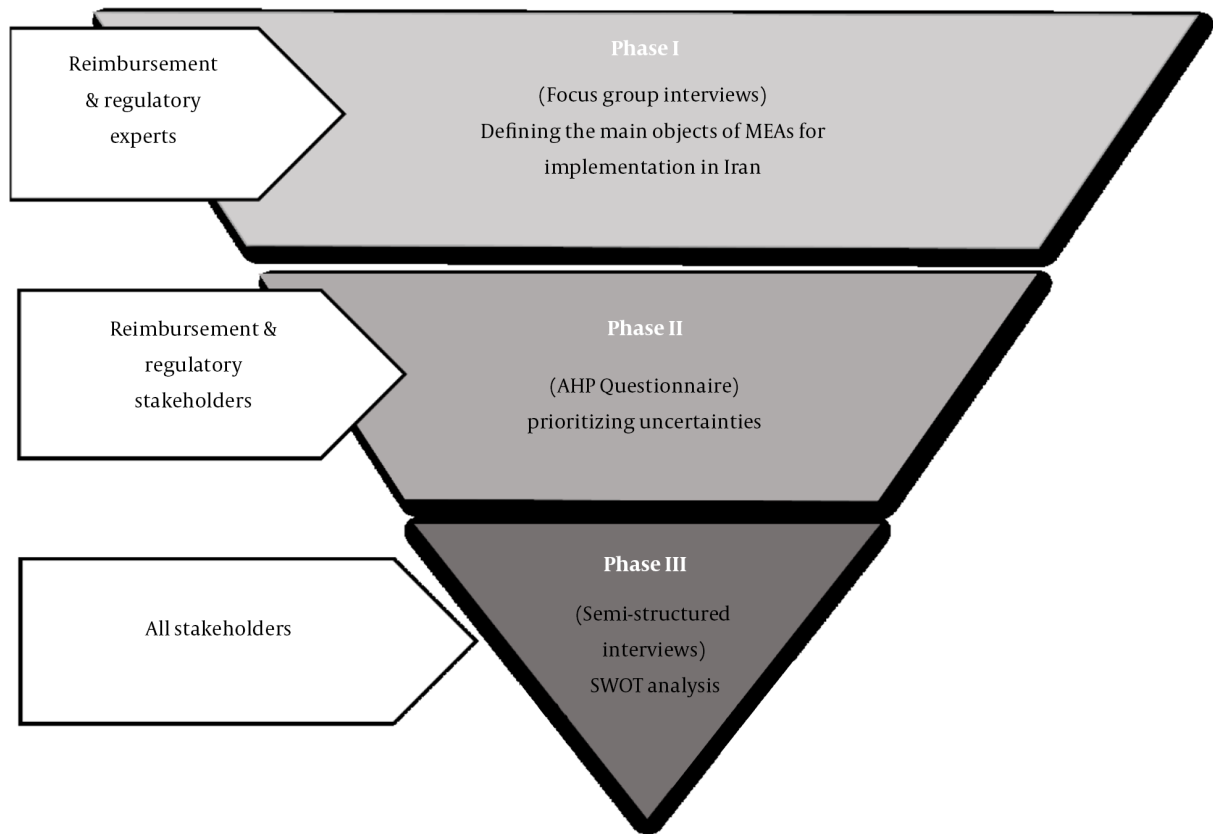 Reimbursement
& regulatory
experts
Phase I
(Focus group interviews)
Defining the main objects of MEAs for
implementation in Iran
Reimbursement &
regulatory
stakeholders
Phase II
(AHP Questionnaire)
prioritizing uncertainties
All stakeholders
Phase III
(Semi-structured
interviews)
SWOT analysis